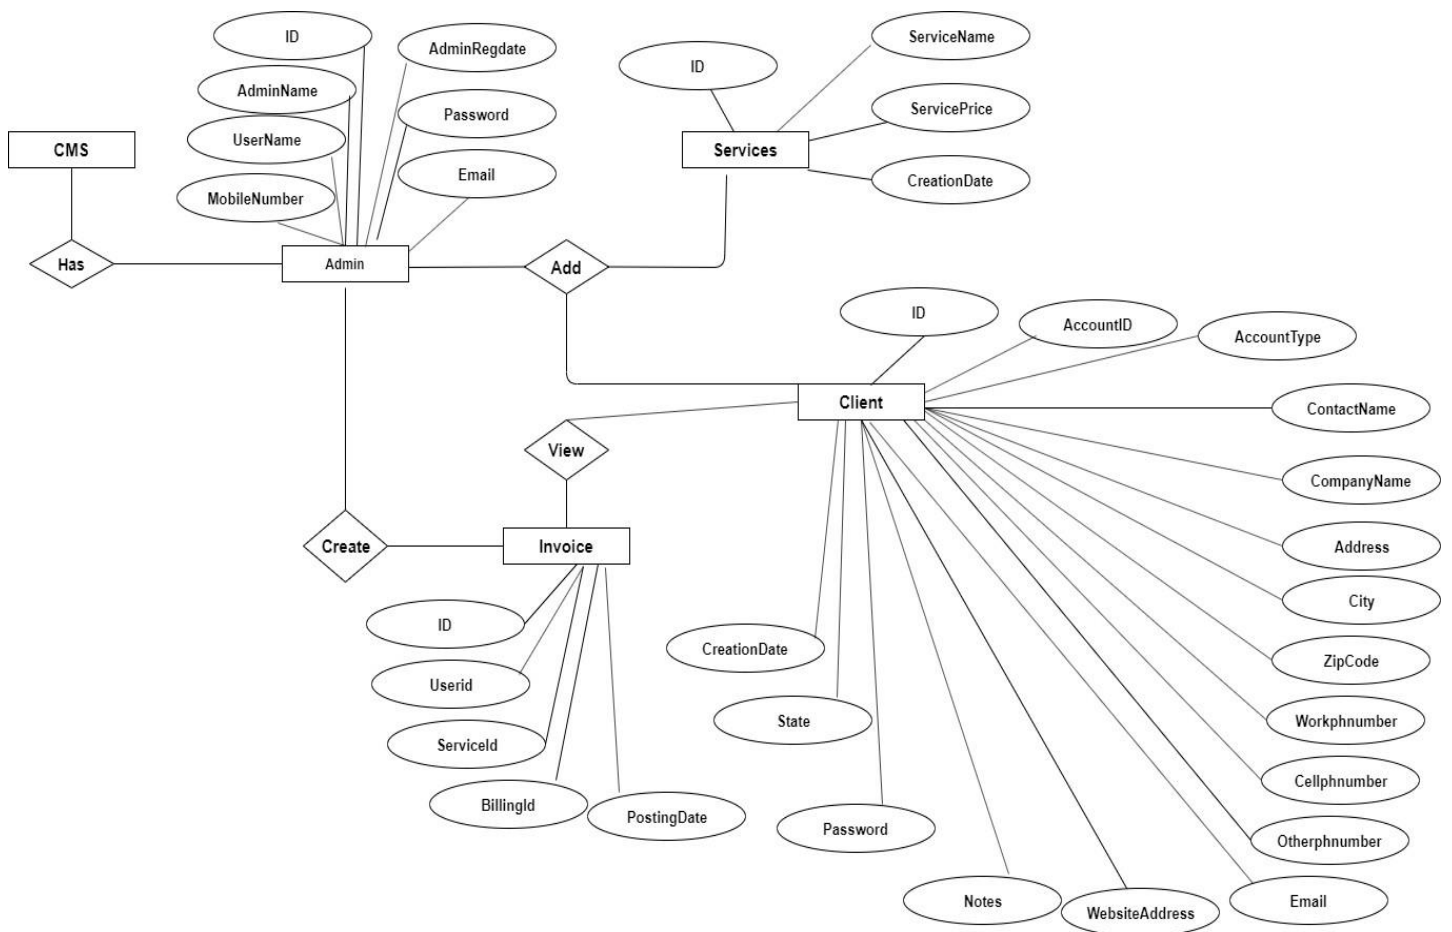 ID
AdminRegdate
AdminName
Password
UserName
Email
MobileNumber
CMS
Has
Admin
Add
ID
ServiceName
ServicePrice
Services
CreationDate
ID
AccountID
AccountType
Client
ContactName
CompanyName
Address
City
ZipCode
Workphnumber
Cellphnumber
Otherphnumber
Email
WebsiteAddress
Notes
Password
State
CreationDate
View
Create
Invoice
ID
Userid
ServiceId
BillingId
PostingDate